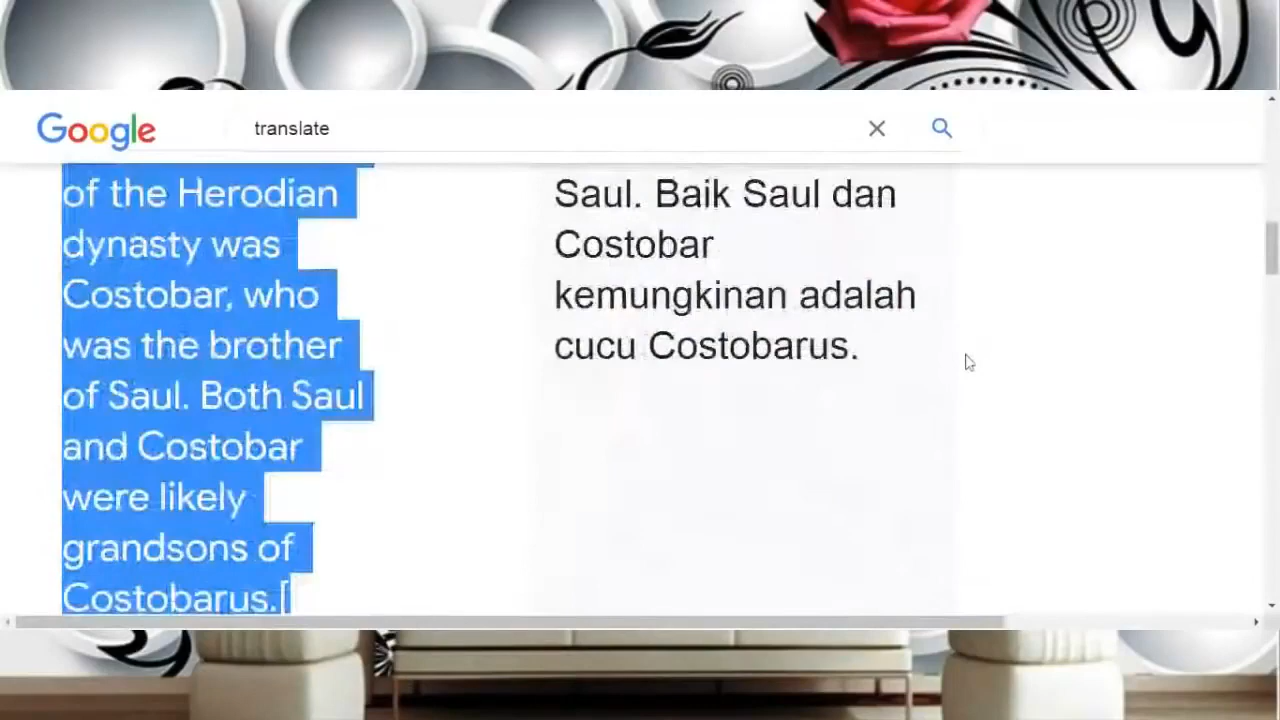 Google
translate
of the Herodian
dynasty was
Costobar, who
was the brother
of Saul. Both Saul
and Costobar
were likely
grandsons of
Costobarus.[
Saul. Baik Saul dan
Costobar
kemungkinan adalah
cucu Costobarus.